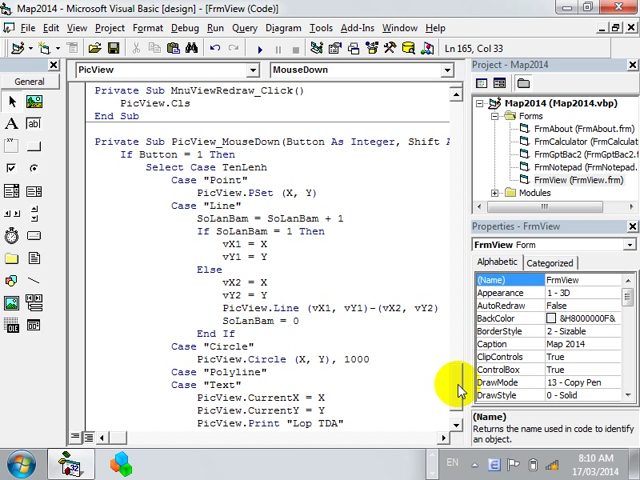 Map2014 - Microsoft Visual Basic [design] - [FrmView (Code)]
File Edit View Project Format Debug Run Query Diagram Tools Add-Ins Window Help
Ln 165, Col 33
General
PicView
MouseDown
Private Sub MnuViewRedraw_Click()
PicView.Cls
End Sub
Private Sub PicView_MouseDown(Button As Integer, Shift A
If Button = 1 Then
Select Case TenLenh
Case "Point"
PicView.PSet (X, Y)
Case "Line"
SoLanBam = SoLanBam + 1
If SoLanBam = 1 Then
vX1 = X
vY1 = Y
Else
vX2 = X
vY2 = Y
PicView.Line (vX1, vY1)-(vX2, vY2)
SoLanBam = 0
End If
Case "Circle"
PicView.Circle (X, Y), 1000
Case "Polyline"
Case "Text"
PicView.CurrentX = X
PicView.CurrentY = Y
PicView.Print "Lop TDA"
Project - Map2014
Map2014 (Map2014.vbp)
Forms
FrmAbout (FrmAbout.frm)
FrmCalculator (FrmCalculat
FrmGptBac2 (FrmGptBac2.f
FrmNotepad (FrmNotepad.
FrmView (FrmView.frm)
Modules
Properties - FrmView
FrmView Form
Alphabetic Categorized
(Name) FrmView
Appearance 1 - 3D
AutoRedraw False
BackColor &H8000000F&
BorderStyle 2 - Sizable
Caption Map 2014
ClipControls True
ControlBox True
DrawMode 13 - Copy Pen
DrawStyle 0 - Solid
(Name)
Returns the name used in code to identify
an object.
EN
8:10 AM
17/03/2014